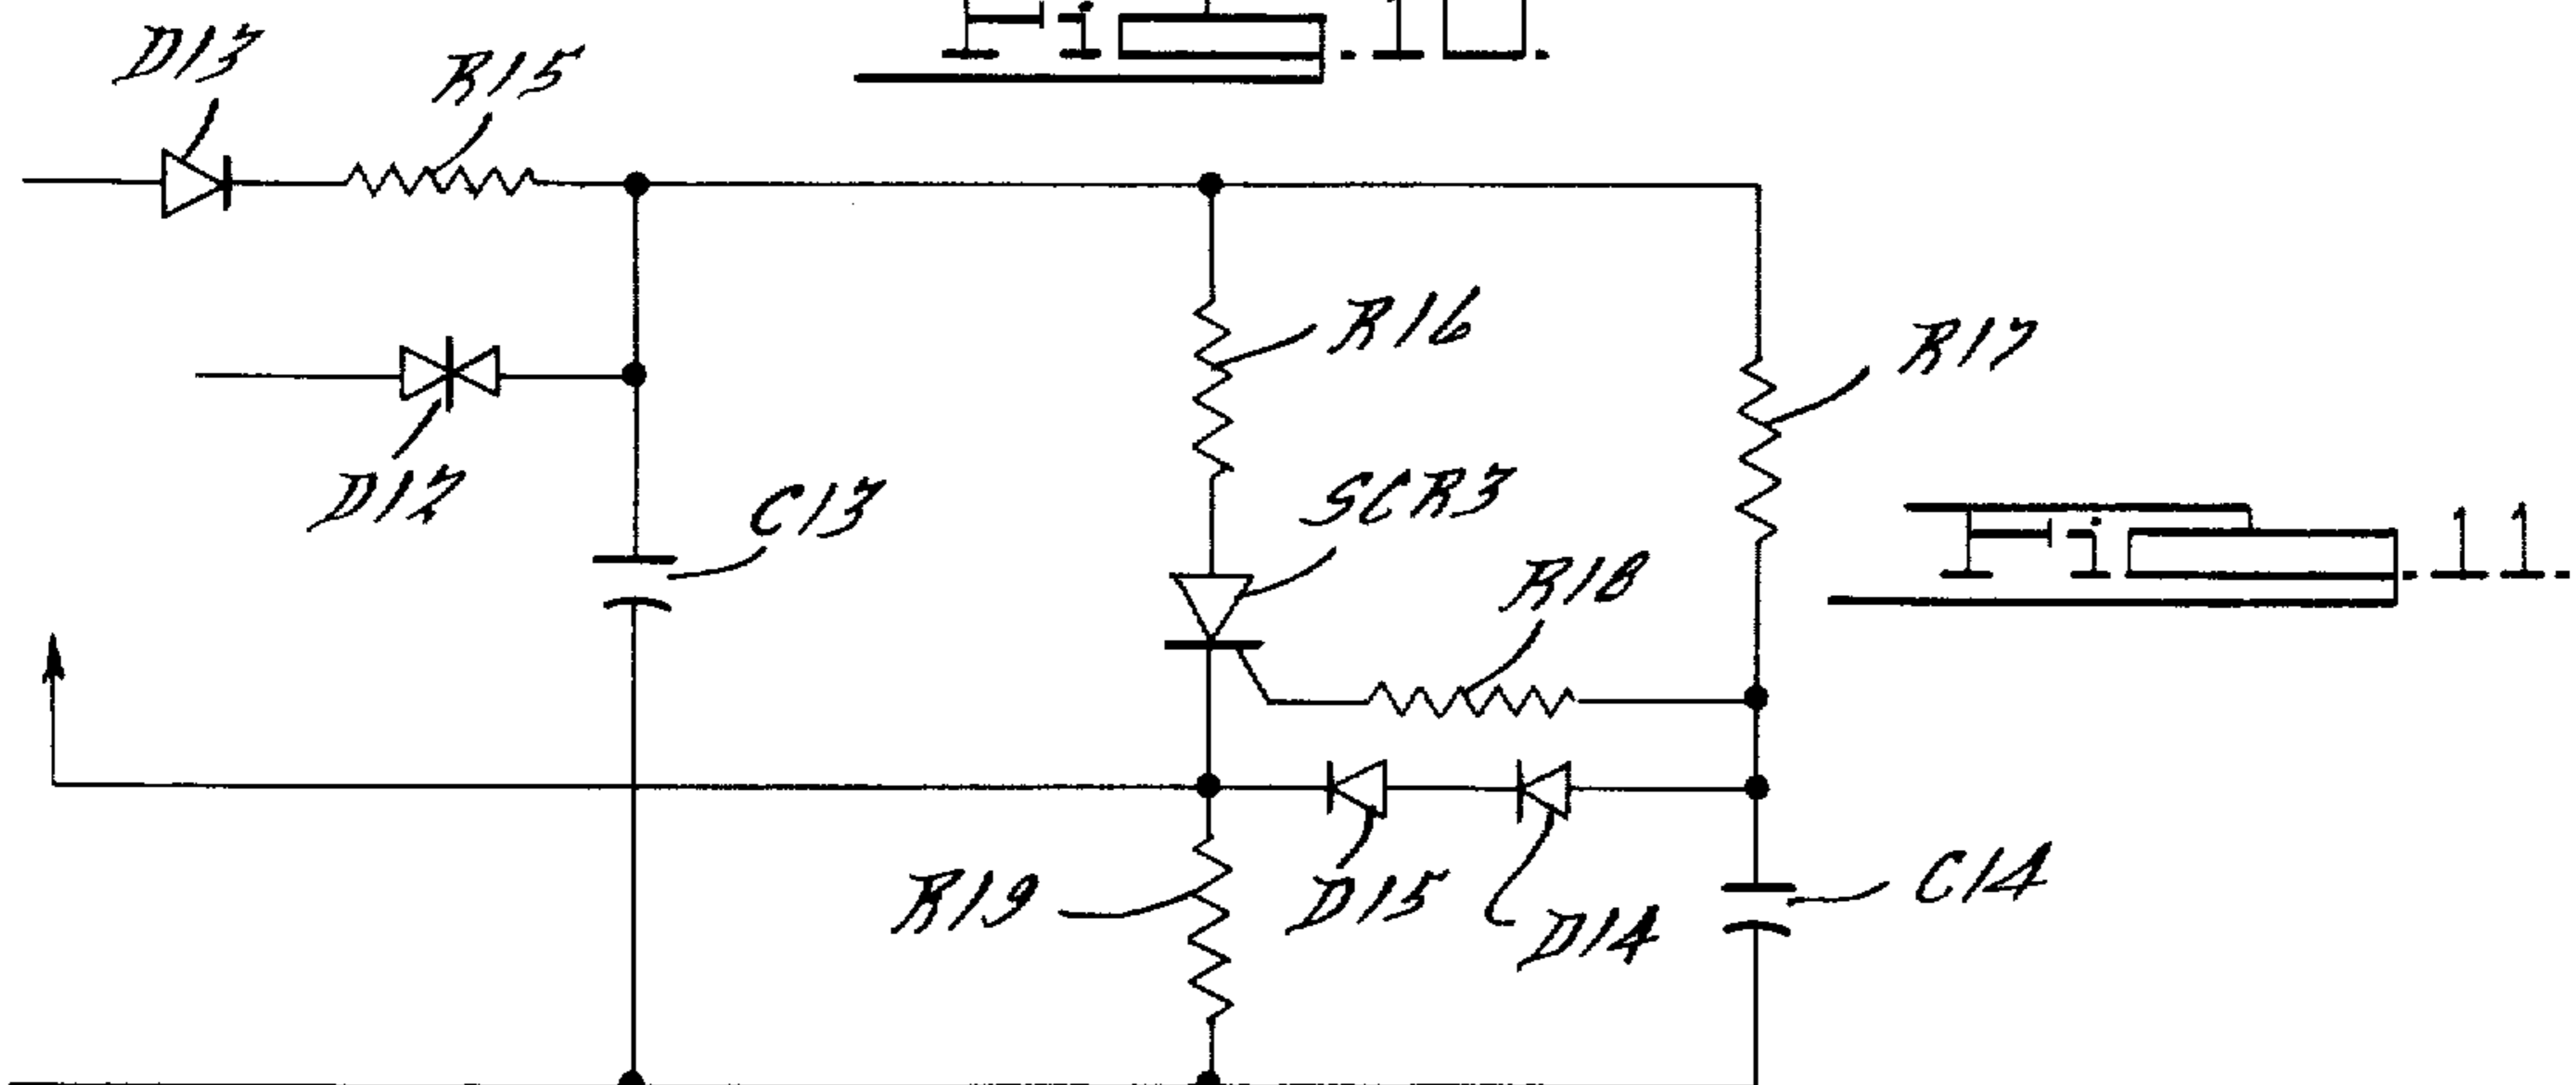 Fig. 10.
D13
R15
R16
R17
D12
C13
SCR3
R18
Fig. 11.
R19
D15
D14
C14